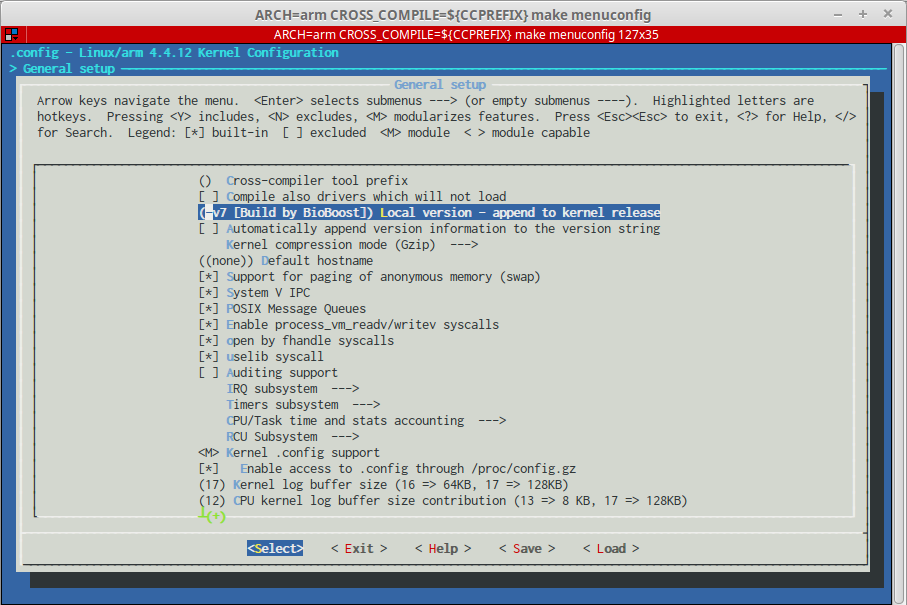 ARCH=arm CROSS_COMPILE=${CCPREFIX} make menuconfig
ARCH=arm CROSS_COMPILE=${CCPREFIX} make menuconfig 127x35
.config - Linux/arm 4.4.12 Kernel Configuration
> General setup
General setup
Arrow keys navigate the menu.  <Enter> selects submenus ---> (or empty submenus ----).  Highlighted letters are
hotkeys.  Pressing <Y> includes, <N> excludes, <M> modularizes features.  Press <Esc><Esc> to exit, <?> for Help, </>
for Search.  Legend: [*] built-in  [ ] excluded  <M> module  < > module capable
()  Cross-compiler tool prefix
[ ] Compile also drivers which will not load
(-v7 [Build by BioBoost]) Local version - append to kernel release
[ ] Automatically append version information to the version string
Kernel compression mode (Gzip)  --->
((none)) Default hostname
[*] Support for paging of anonymous memory (swap)
[*] System V IPC
[*] POSIX Message Queues
[*] Enable process_vm_readv/writev syscalls
[*] open by fhandle syscalls
[*] uselib syscall
[ ] Auditing support
IRQ subsystem  --->
Timers subsystem  --->
CPU/Task time and stats accounting  --->
RCU Subsystem  --->
<M> Kernel .config support
[*]   Enable access to .config through /proc/config.gz
(17) Kernel log buffer size (16 => 64KB, 17 => 128KB)
(12) CPU kernel log buffer size contribution (13 => 8 KB, 17 => 128KB)
(+)
<Select>    < Exit >    < Help >    < Save >    < Load >